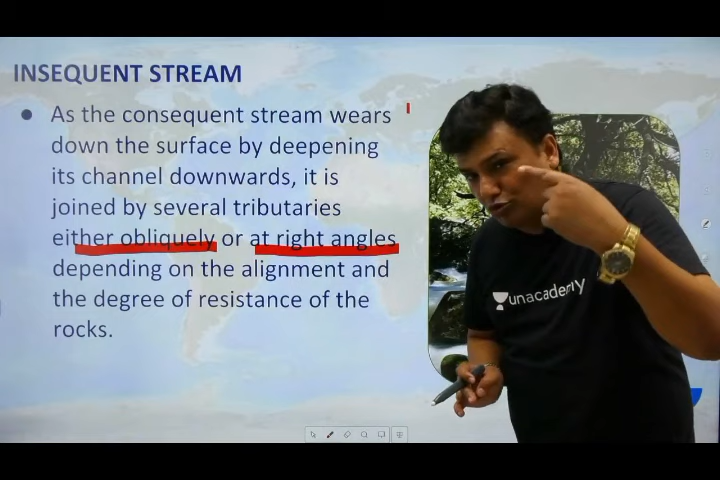 INSEQUENT STREAM
● As the consequent stream wears
down the surface by deepening
its channel downwards, it is
joined by several tributaries
either obliquely or at right angles
depending on the alignment and
the degree of resistance of the
rocks.
unacademy